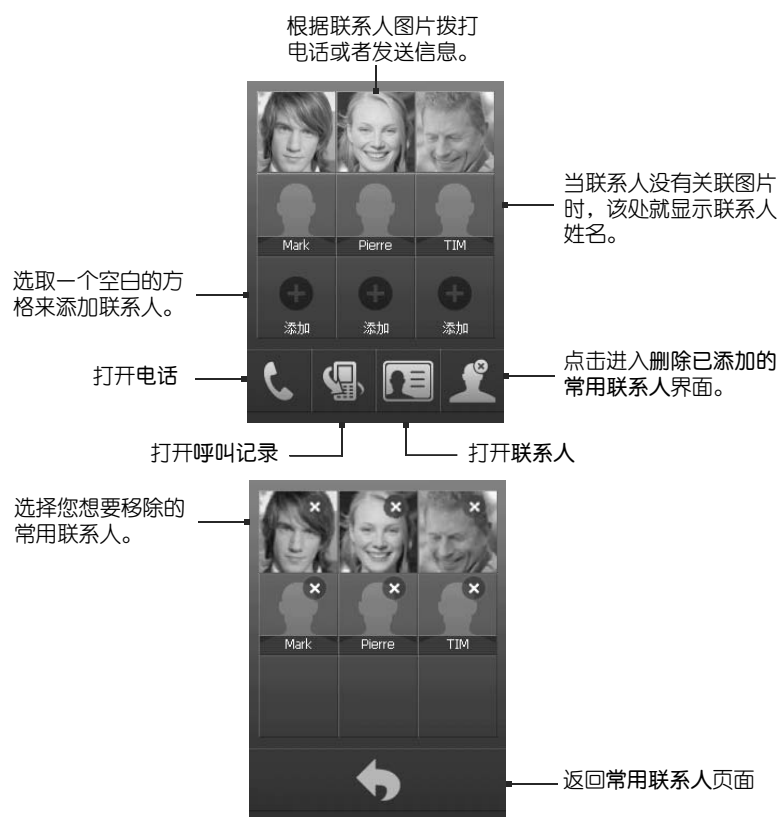 根据联系人图片拨打
电话或者发送信息。
当联系人没有关联图片
时，该处就显示联系人
姓名。
Mark Pierre TIM
选取一个空白的方
格来添加联系人。
添加 添加 添加
打开电话
点击进入删除已添加的
常用联系人界面。
打开呼叫记录 打开联系人
选择您想要移除的
常用联系人。
Mark Pierre TIM
返回常用联系人页面